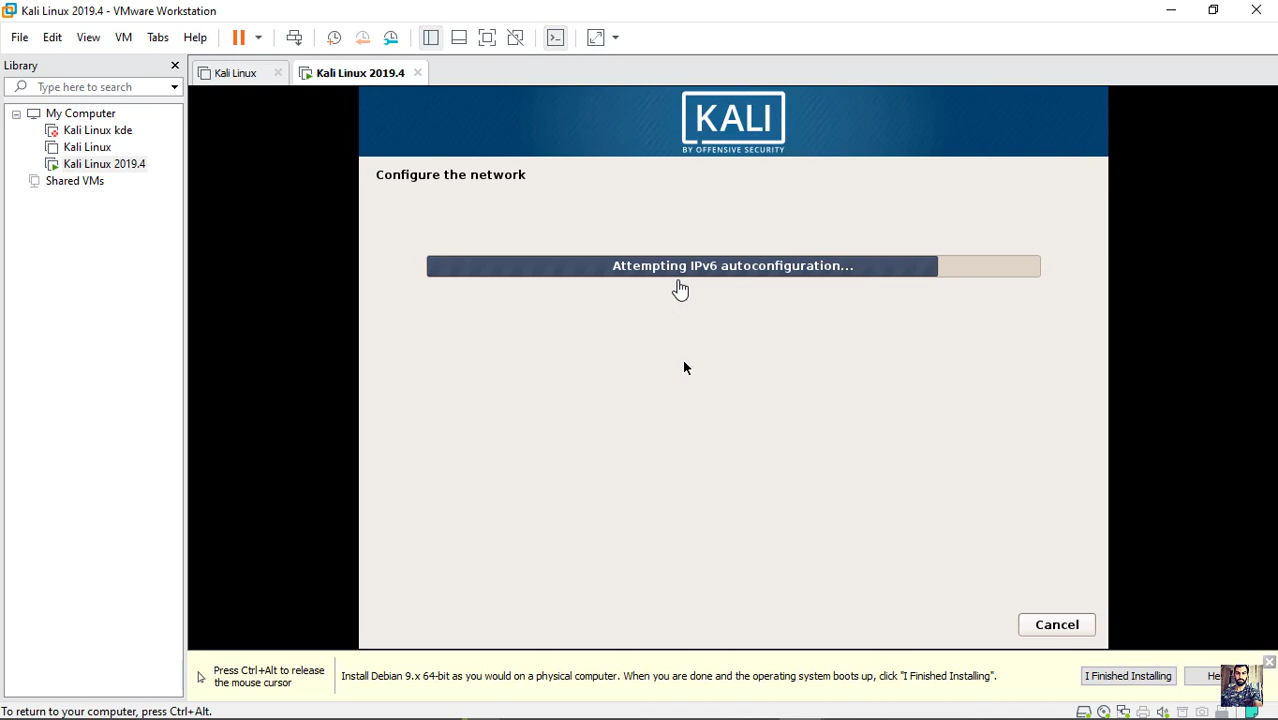 Kali Linux 2019.4 - VMware Workstation
File Edit View VM Tabs Help
Library
Type here to search
My Computer
Kali Linux kde
Kali Linux
Kali Linux 2019.4
Shared VMs
Kali Linux
Kali Linux 2019.4
KALI
BY OFFENSIVE SECURITY
Configure the network
Attempting IPv6 autoconfiguration...
Cancel
Press Ctrl+Alt to release
the mouse cursor
Install Debian 9.x 64-bit as you would on a physical computer. When you are done and the operating system boots up, click "I Finished Installing".
I Finished Installing
To return to your computer, press Ctrl+Alt.